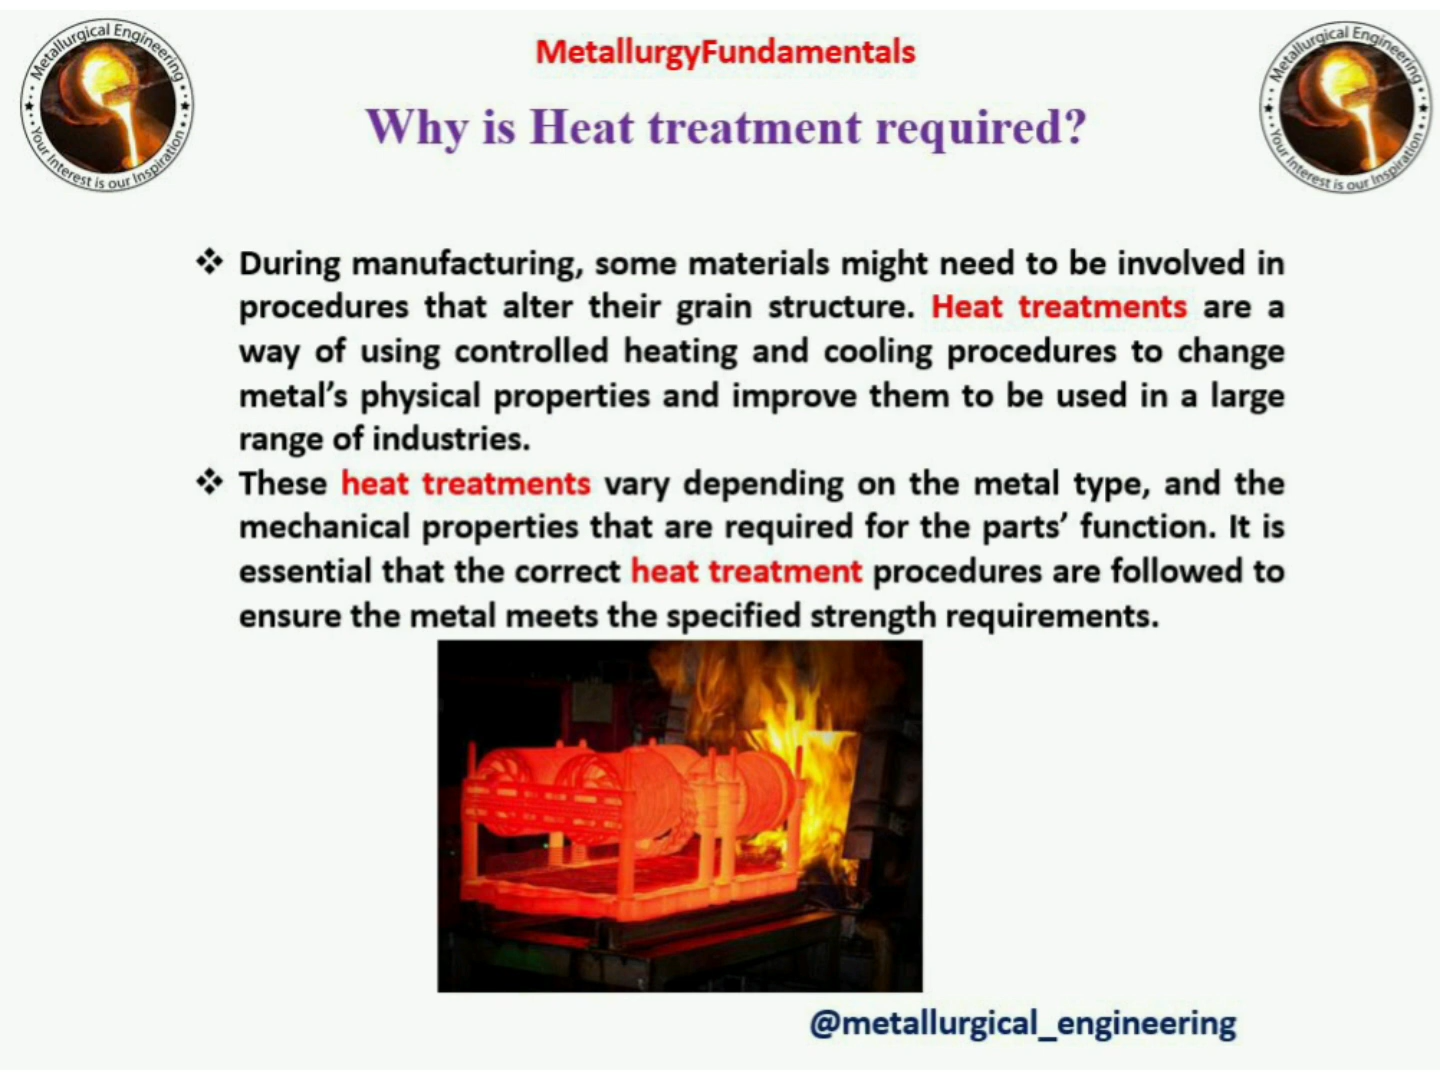 Metallurgical Engineering
Your Interest is our Inspiration
MetallurgyFundamentals
Metallurgical Engineering
Your Interest is our Inspiration
Why is Heat treatment required?
❖ During manufacturing, some materials might need to be involved in
procedures that alter their grain structure. Heat treatments are a
way of using controlled heating and cooling procedures to change
metal’s physical properties and improve them to be used in a large
range of industries.
❖ These heat treatments vary depending on the metal type, and the
mechanical properties that are required for the parts’ function. It is
essential that the correct heat treatment procedures are followed to
ensure the metal meets the specified strength requirements.
@metallurgical_engineering